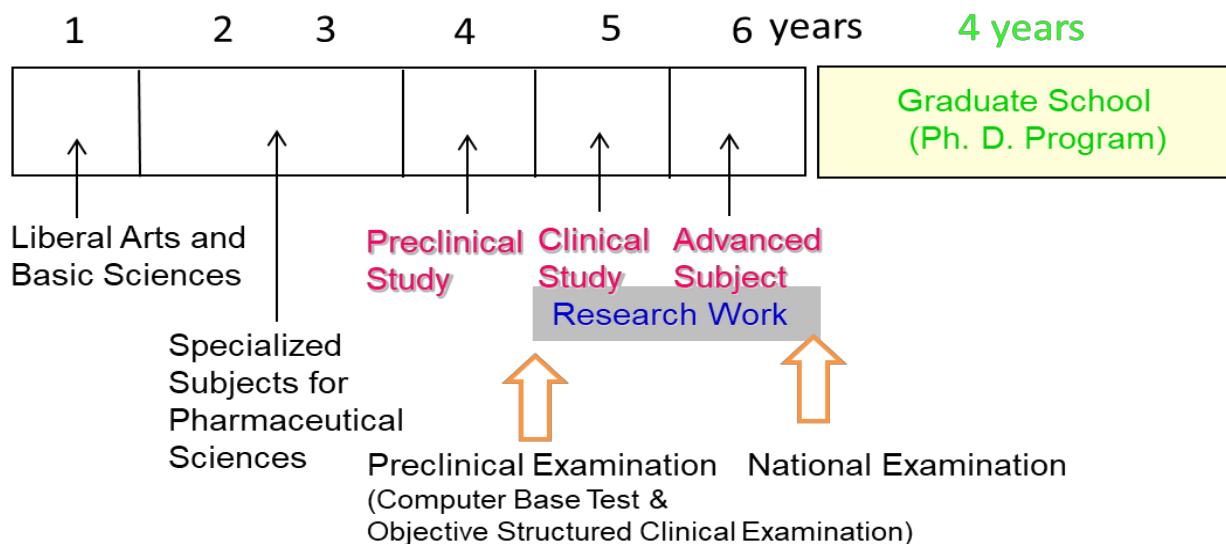 1 2 3 4 5 6 years 4 years
Graduate School
(Ph. D. Program)
Liberal Arts and
Basic Sciences
Specialized
Subjects for
Pharmaceutical
Sciences
Preclinical
Study
Clinical
Study
Advanced
Subject
Research Work
Preclinical Examination
(Computer Base Test &
Objective Structured Clinical Examination)
National Examination